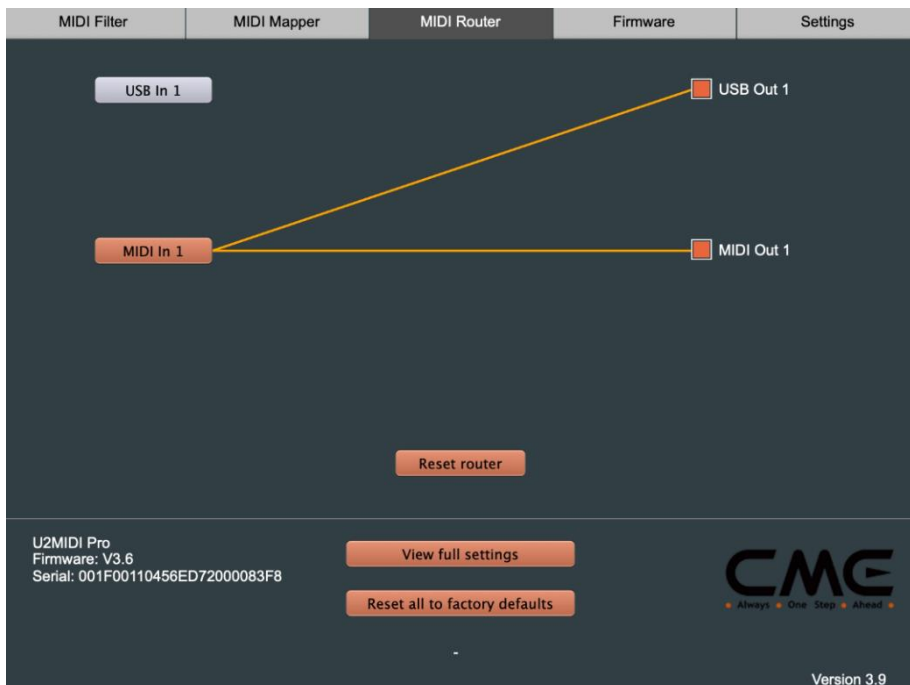 MIDI Filter
MIDI Mapper
MIDI Router
Firmware
Settings
USB In 1
USB Out 1
MIDI In 1
MIDI Out 1
Reset router
U2MIDI Pro
Firmware: V3.6
Serial: 001F00110456ED72000083F8
View full settings
Reset all to factory defaults
-
CME
Always One Step Ahead
Version 3.9